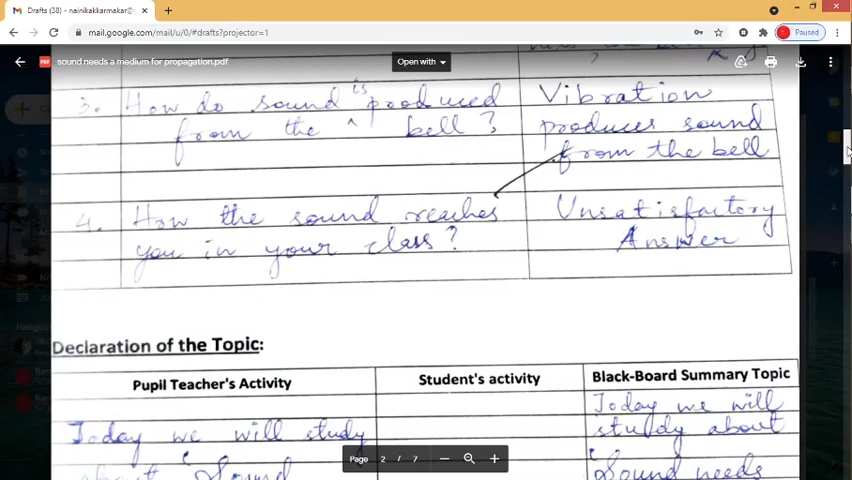 Drafts (38) - nainikakkarmakar@
mail.google.com/mail/u/0/#drafts?projector=1
Paused
PDF sound needs a medium for propagation.pdf
Open with
3. How do sound is produced
from the ^ bell?
Vibration
produces sound
from the bell
4. How the sound reaches
you in your class?
Unsatisfactory
Answer
Declaration of the Topic:
Pupil Teacher's Activity
Student's activity
Black-Board Summary Topic
Today we will study
about "Sound
Today we will
study about
"Sound needs
Page 2 / 7